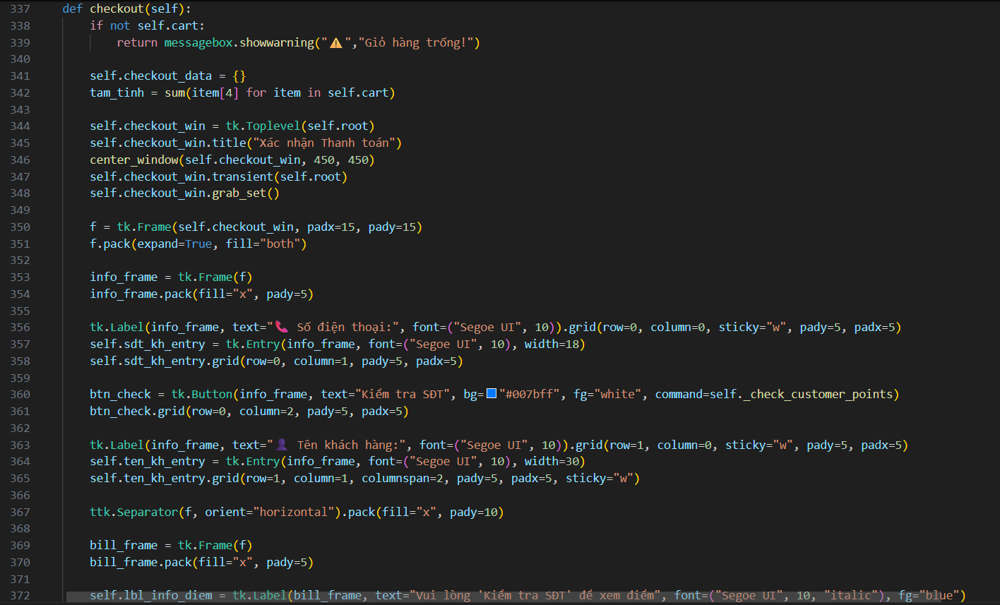 337 def checkout(self):
338 if not self.cart:
339 return messagebox.showwarning("⚠️","Giỏ hàng trống!")
340
341 self.checkout_data = {}
342 tam_tinh = sum(item[4] for item in self.cart)
343
344 self.checkout_win = tk.Toplevel(self.root)
345 self.checkout_win.title("Xác nhận Thanh toán")
346 center_window(self.checkout_win, 450, 450)
347 self.checkout_win.transient(self.root)
348 self.checkout_win.grab_set()
349
350 f = tk.Frame(self.checkout_win, padx=15, pady=15)
351 f.pack(expand=True, fill="both")
352
353 info_frame = tk.Frame(f)
354 info_frame.pack(fill="x", pady=5)
355
356 tk.Label(info_frame, text="📞 Số điện thoại:", font=("Segoe UI", 10)).grid(row=0, column=0, sticky="w", pady=5, padx=5)
357 self.sdt_kh_entry = tk.Entry(info_frame, font=("Segoe UI", 10), width=18)
358 self.sdt_kh_entry.grid(row=0, column=1, pady=5, padx=5)
359
360 btn_check = tk.Button(info_frame, text="Kiểm tra SĐT", bg="#007bff", fg="white", command=self._check_customer_points)
361 btn_check.grid(row=0, column=2, pady=5, padx=5)
362
363 tk.Label(info_frame, text="👤 Tên khách hàng:", font=("Segoe UI", 10)).grid(row=1, column=0, sticky="w", pady=5, padx=5)
364 self.ten_kh_entry = tk.Entry(info_frame, font=("Segoe UI", 10), width=30)
365 self.ten_kh_entry.grid(row=1, column=1, columnspan=2, pady=5, padx=5, sticky="w")
366
367 ttk.Separator(f, orient="horizontal").pack(fill="x", pady=10)
368
369 bill_frame = tk.Frame(f)
370 bill_frame.pack(fill="x", pady=5)
371
372 self.lbl_info_diem = tk.Label(bill_frame, text="Vui lòng 'Kiểm tra SĐT' để xem điểm", font=("Segoe UI", 10, "italic"), fg="blue")